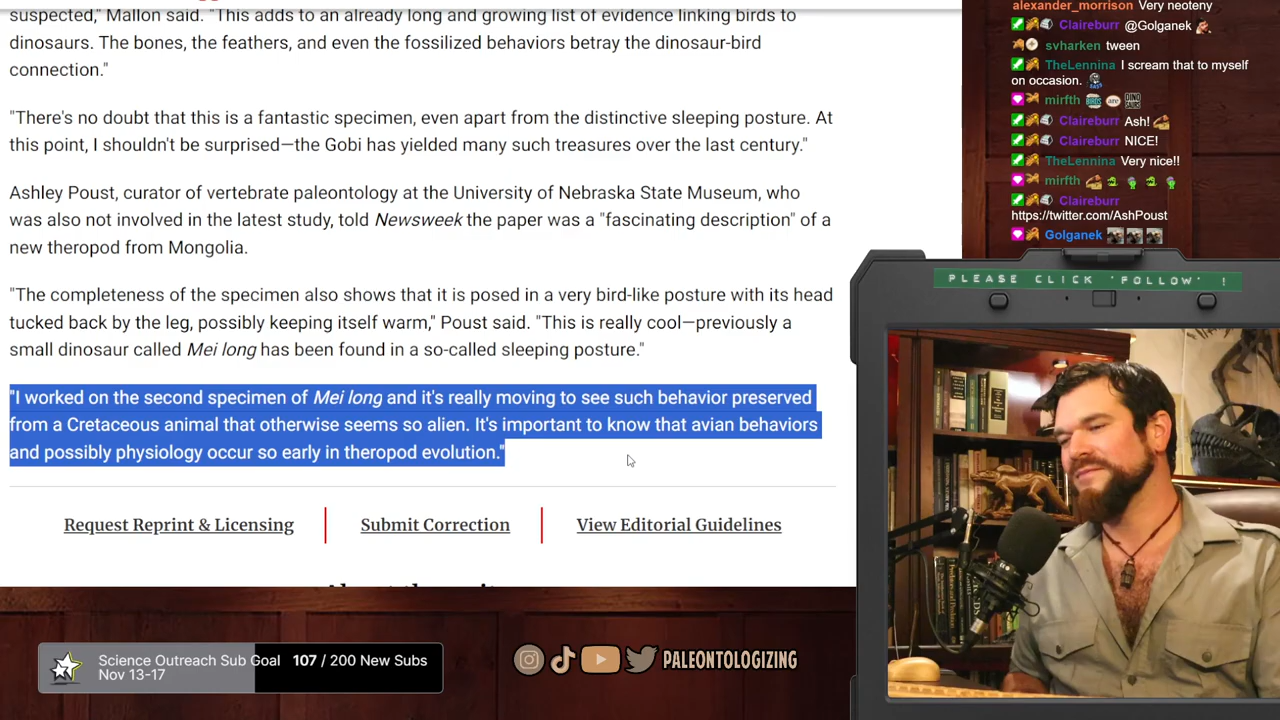 suspected," Mallon said. "This adds to an already long and growing list of evidence linking birds to
dinosaurs. The bones, the feathers, and even the fossilized behaviors betray the dinosaur-bird
connection."
"There's no doubt that this is a fantastic specimen, even apart from the distinctive sleeping posture. At
this point, I shouldn't be surprised—the Gobi has yielded many such treasures over the last century."
Ashley Poust, curator of vertebrate paleontology at the University of Nebraska State Museum, who
was also not involved in the latest study, told Newsweek the paper was a "fascinating description" of a
new theropod from Mongolia.
"The completeness of the specimen also shows that it is posed in a very bird-like posture with its head
tucked back by the leg, possibly keeping itself warm," Poust said. "This is really cool—previously a
small dinosaur called Mei long has been found in a so-called sleeping posture."
"I worked on the second specimen of Mei long and it's really moving to see such behavior preserved
from a Cretaceous animal that otherwise seems so alien. It's important to know that avian behaviors
and possibly physiology occur so early in theropod evolution."
Request Reprint & Licensing
Submit Correction
View Editorial Guidelines
alexander_morrison Very neoteny
Claireburr @Golganek
svharken tween
TheLennina I scream that to myself
on occasion.
mirfth BIRDS are DINO SAURS
Claireburr Ash!
Claireburr NICE!
TheLennina Very nice!!
mirfth
Claireburr
https://twitter.com/AshPoust
Golganek
PLEASE CLICK 'FOLLOW' !
Science Outreach Sub Goal 107 / 200 New Subs
Nov 13-17
PALEONTOLOGIZING